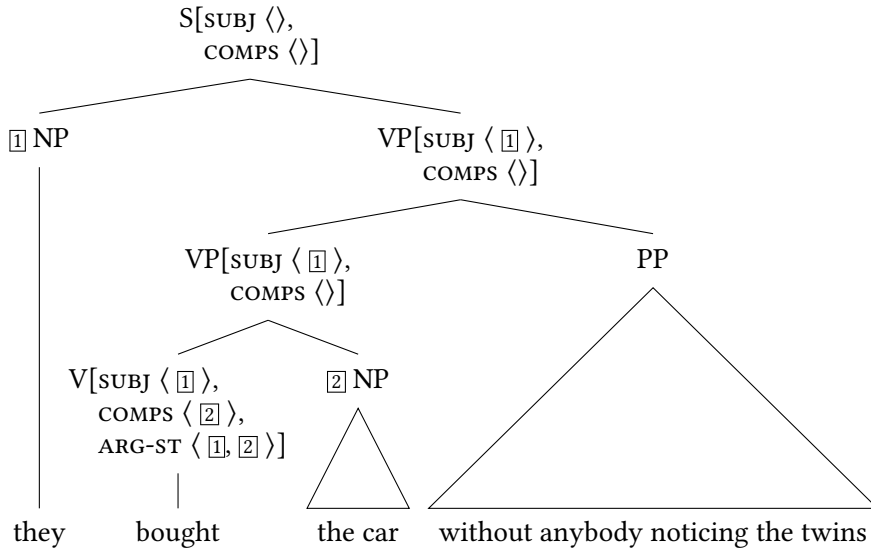 S[SUBJ ⟨⟩,
COMPS ⟨⟩]
1 NP
VP[SUBJ ⟨ 1 ⟩,
COMPS ⟨⟩]
VP[SUBJ ⟨ 1 ⟩,
COMPS ⟨⟩]
PP
V[SUBJ ⟨ 1 ⟩,
COMPS ⟨ 2 ⟩,
ARG-ST ⟨ 1, 2 ⟩]
2 NP
they bought the car without anybody noticing the twins